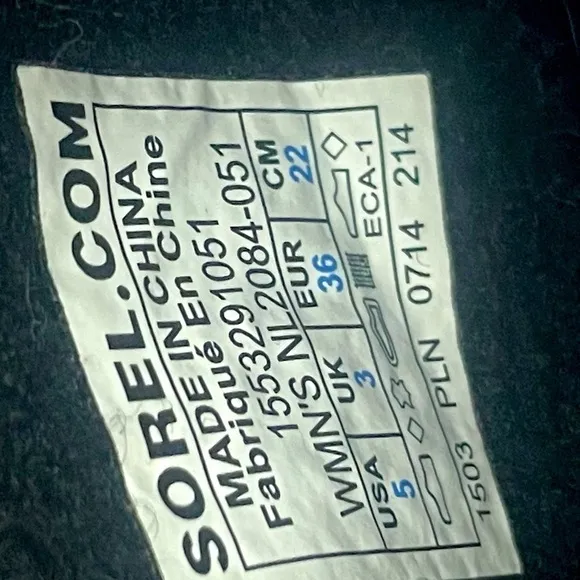 SOREL.COM
MADE IN CHINA
Fabriqué En Chine
1553291051
WMN'S NL2084-051
USA UK EUR CM
5 3 36 22
ECA-1
1503 PLN 0714 214